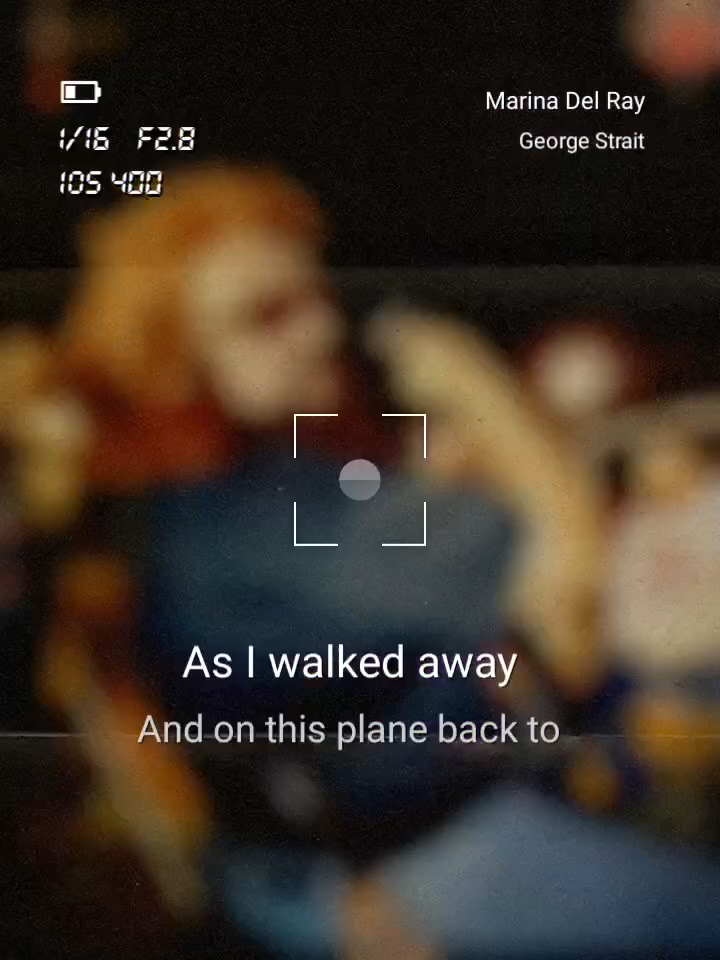 Marina Del Ray
1/16 F2.8
George Strait
IOS 400
As I walked away
And on this plane back to